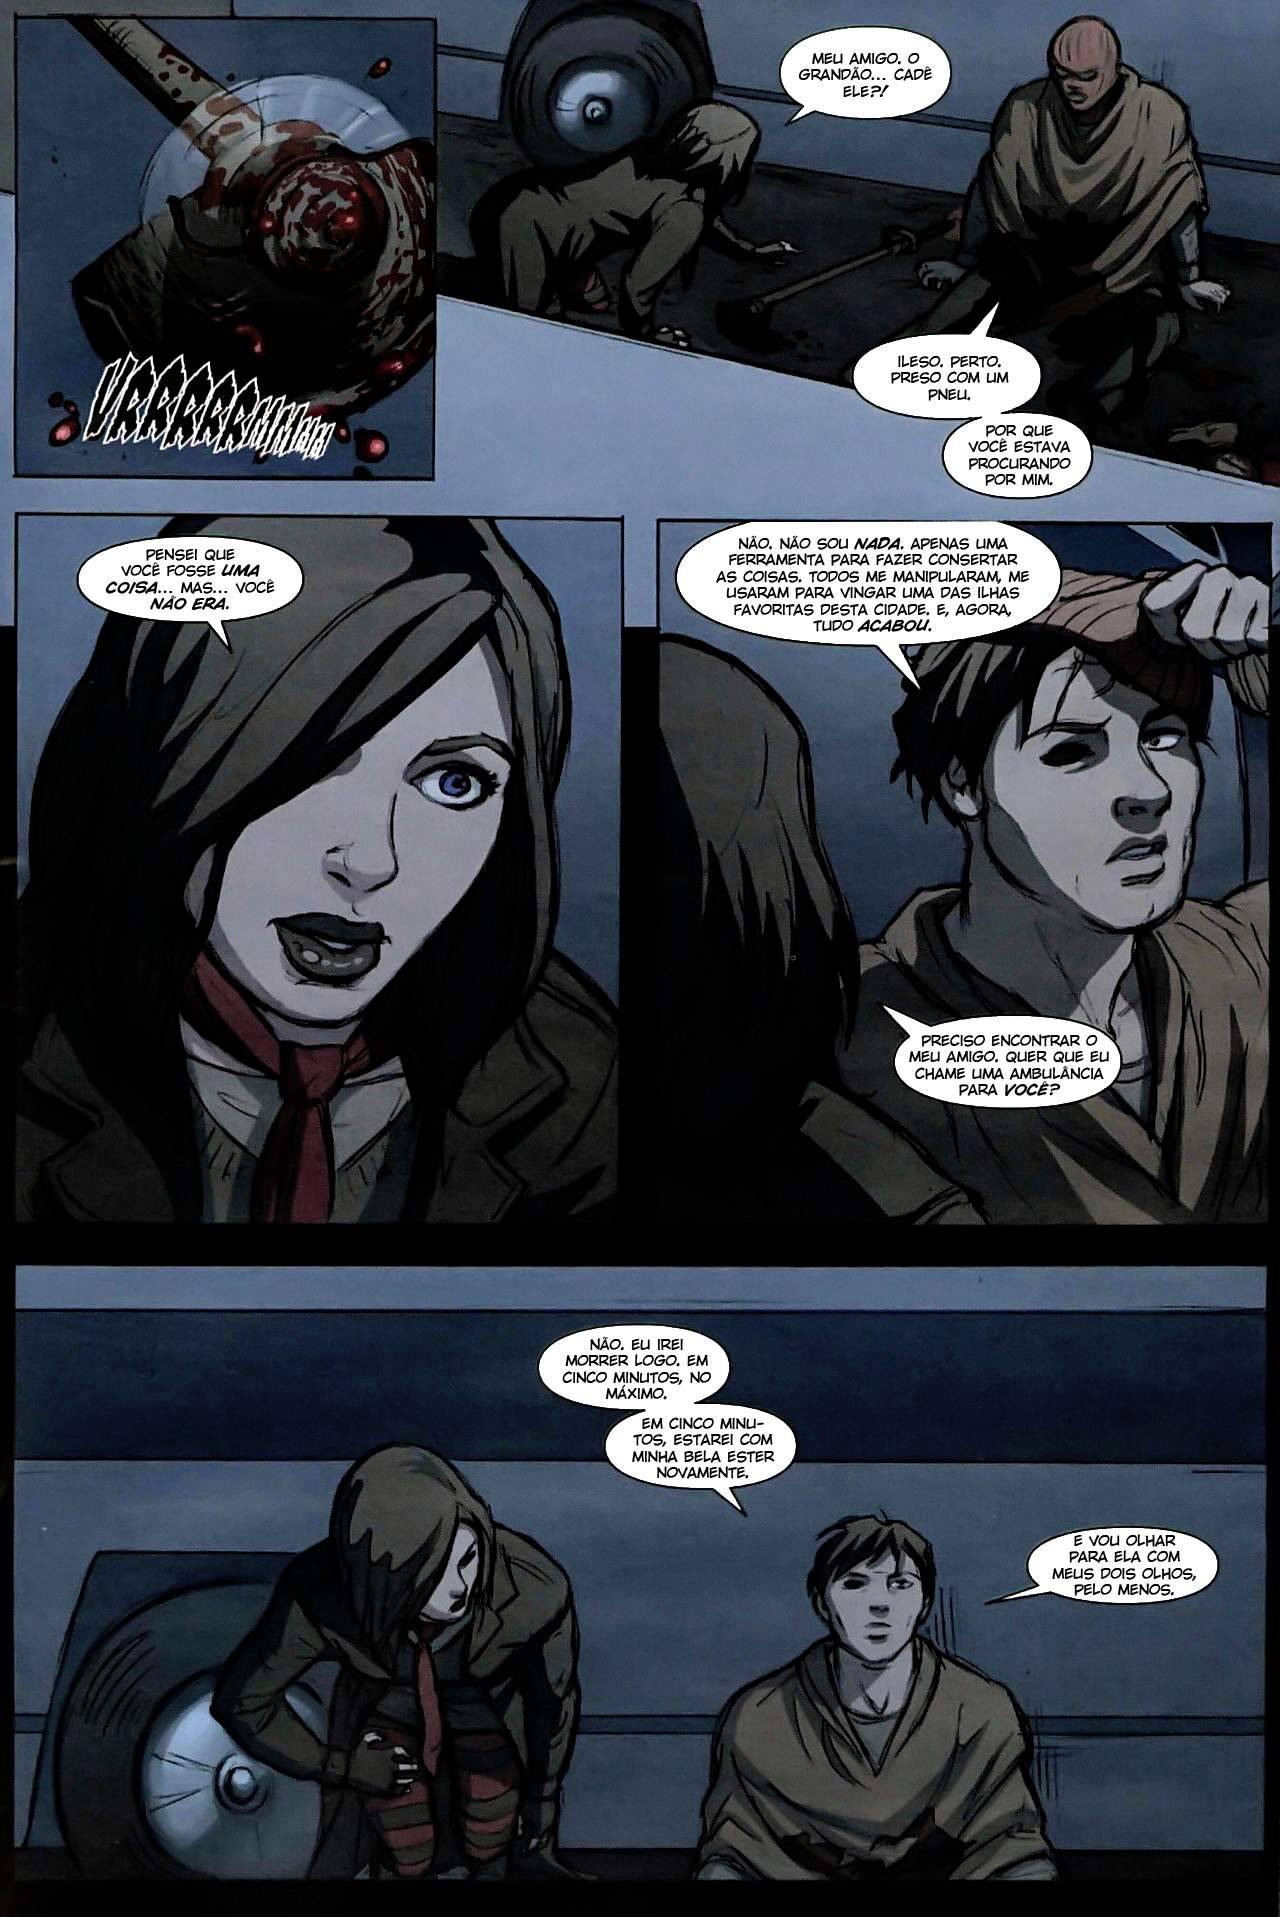 MEU AMIGO. O
GRANDÃO... CADÊ
ELE?!
ILESO. PERTO.
PRESO COM UM
PNEU.
POR QUE
VOCÊ ESTAVA
PROCURANDO
POR MIM.
VRRRRRMMMMMM
PENSEI QUE
VOCÊ FOSSE UMA
COISA... MAS... VOCÊ
NÃO ERA.
NÃO. NÃO SOU NADA. APENAS UMA
FERRAMENTA PARA FAZER CONSERTAR
AS COISAS. TODOS ME MANIPULARAM, ME
USARAM PARA VINGAR UMA DAS ILHAS
FAVORITAS DESTA CIDADE. E, AGORA,
TUDO ACABOU.
PRECISO ENCONTRAR O
MEU AMIGO. QUER QUE EU
CHAME UMA AMBULÂNCIA
PARA VOCÊ?
NÃO. EU IREI
MORRER LOGO. EM
CINCO MINUTOS, NO
MÁXIMO.
EM CINCO MINU-
TOS, ESTAREI COM
MINHA BELA ESTER
NOVAMENTE.
E VOU OLHAR
PARA ELA COM
MEUS DOIS OLHOS,
PELO MENOS.